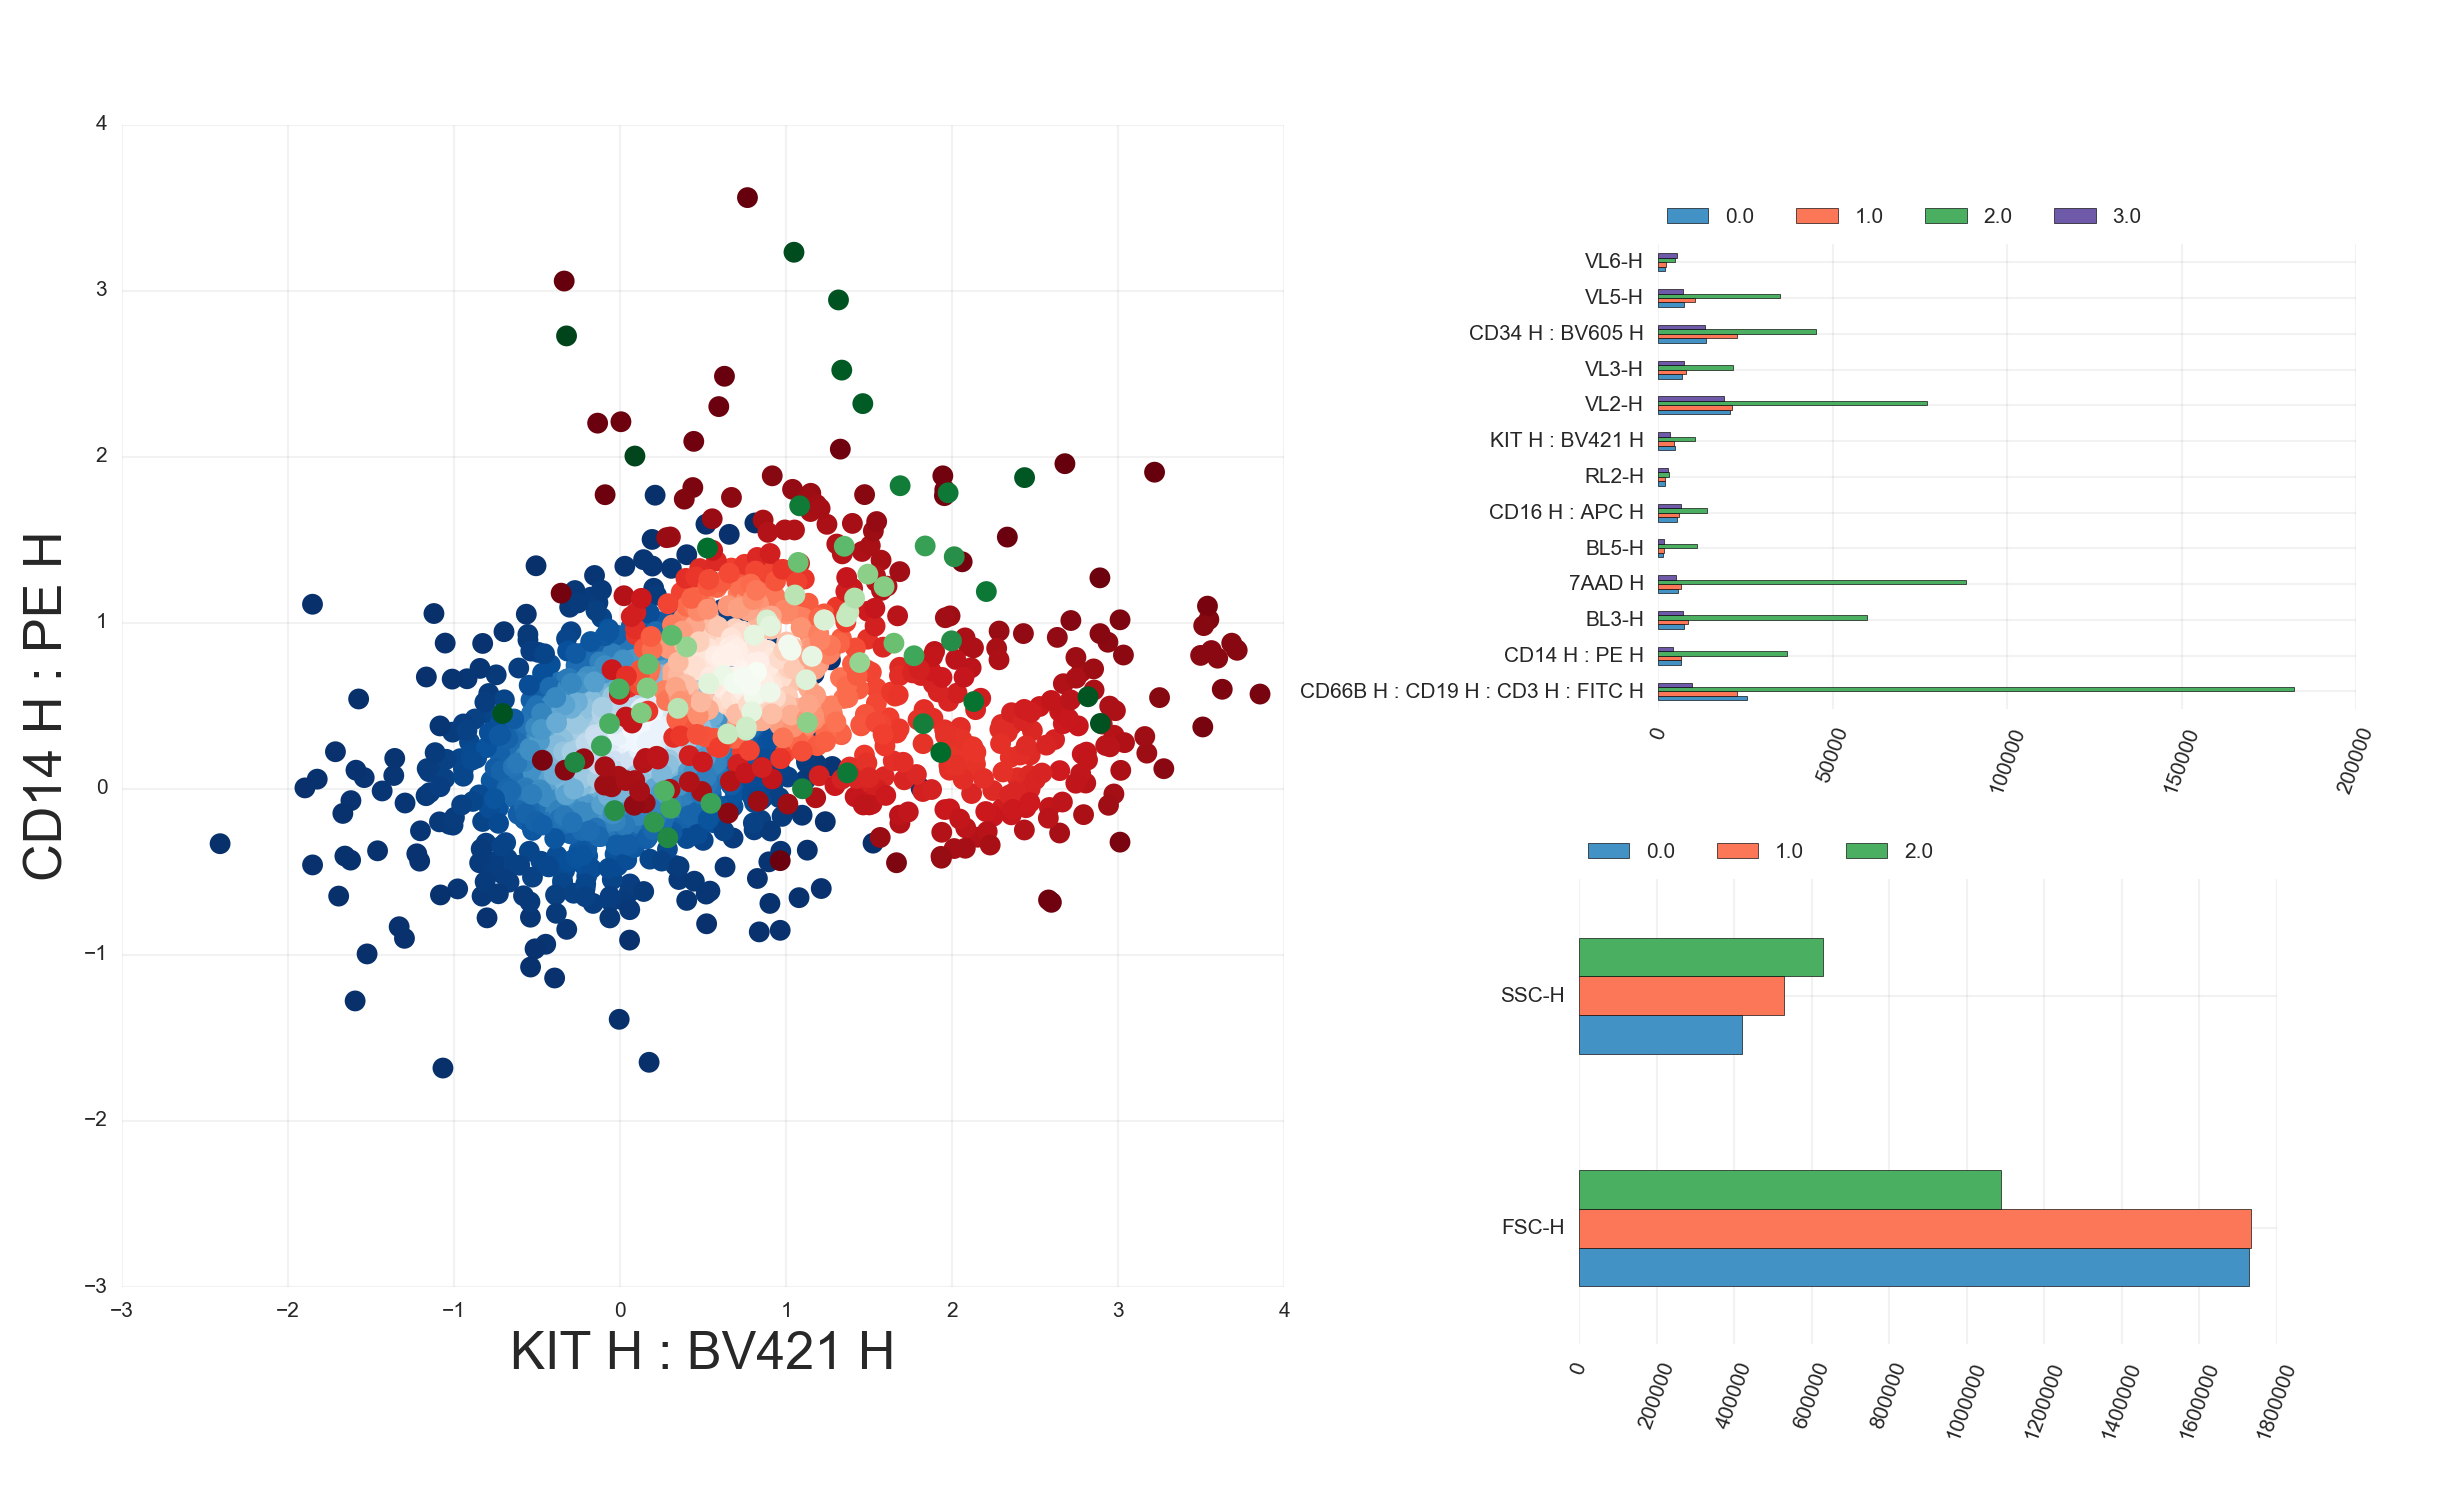 4
3
2
1
0
−1
−2
−3
−3 −2 −1 0 1 2 3 4
CD14 H : PE H
KIT H : BV421 H
0.0 1.0 2.0 3.0
VL6-H
VL5-H
CD34 H : BV605 H
VL3-H
VL2-H
KIT H : BV421 H
RL2-H
CD16 H : APC H
BL5-H
7AAD H
BL3-H
CD14 H : PE H
CD66B H : CD19 H : CD3 H : FITC H
0 50000 100000 150000 200000
0.0 1.0 2.0
SSC-H
FSC-H
0 200000 400000 600000 800000 1000000 1200000 1400000 1600000 1800000